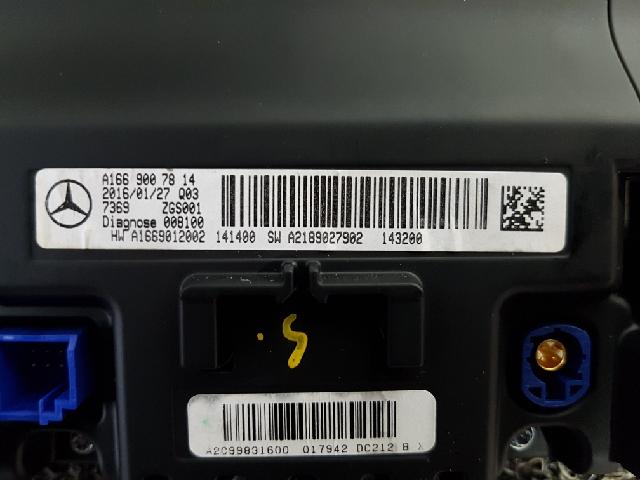 A166 900 78 14
2016/01/27 Q03
7369 ZGS001
Diagnose 008100
HW A1669012002 141400 SW A2189027902 143200
S
A2C99831600 017942 DC212 B X